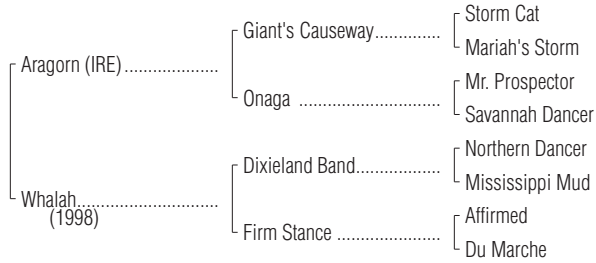 Storm Cat
Giant's Causeway..............
Mariah's Storm
Aragorn (IRE)....................
Mr. Prospector
Onaga ..............................
Savannah Dancer
Northern Dancer
Dixieland Band..................
Mississippi Mud
Whalah..............................
(1998)
Affirmed
Firm Stance ......................
Du Marche